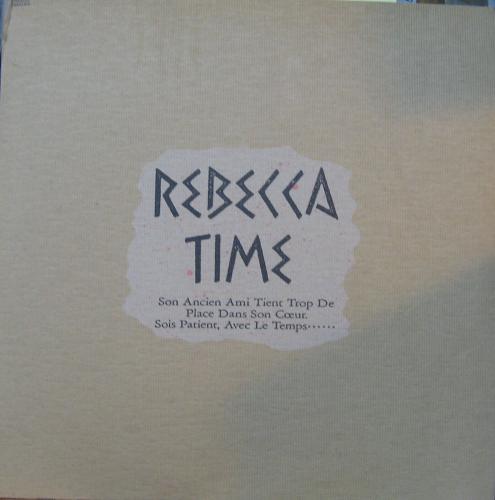 REBECCA
TIME
Son Ancien Ami Tient Trop De
Place Dans Son Cœur.
Sois Patient, Avec Le Temps······